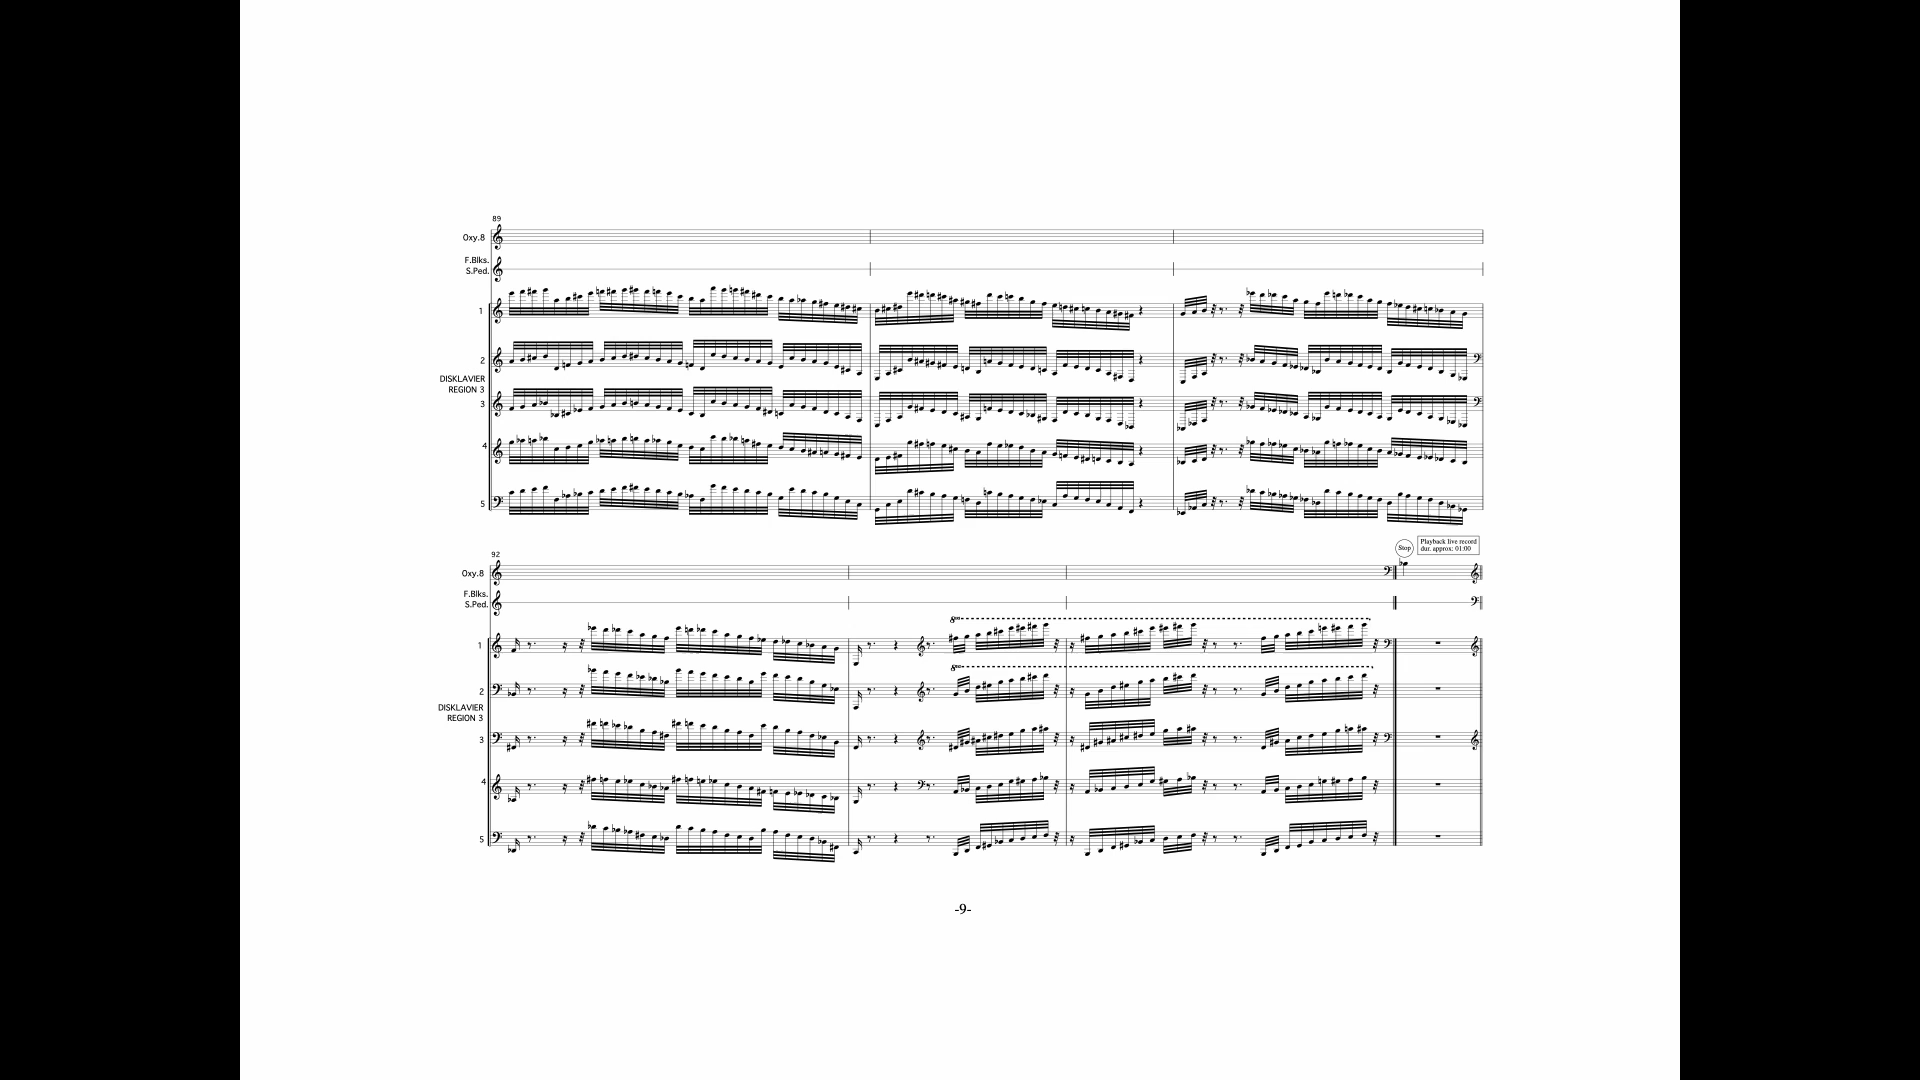 89
Oxy.8
F.Blks.
S.Ped.
1
2
DISKLAVIER
REGION 3
3
4
5
92
Stop
Playback live record
dur. approx: 01:00
Oxy.8
F.Blks.
S.Ped.
8va
1
8va
2
DISKLAVIER
REGION 3
3
4
5
-9-